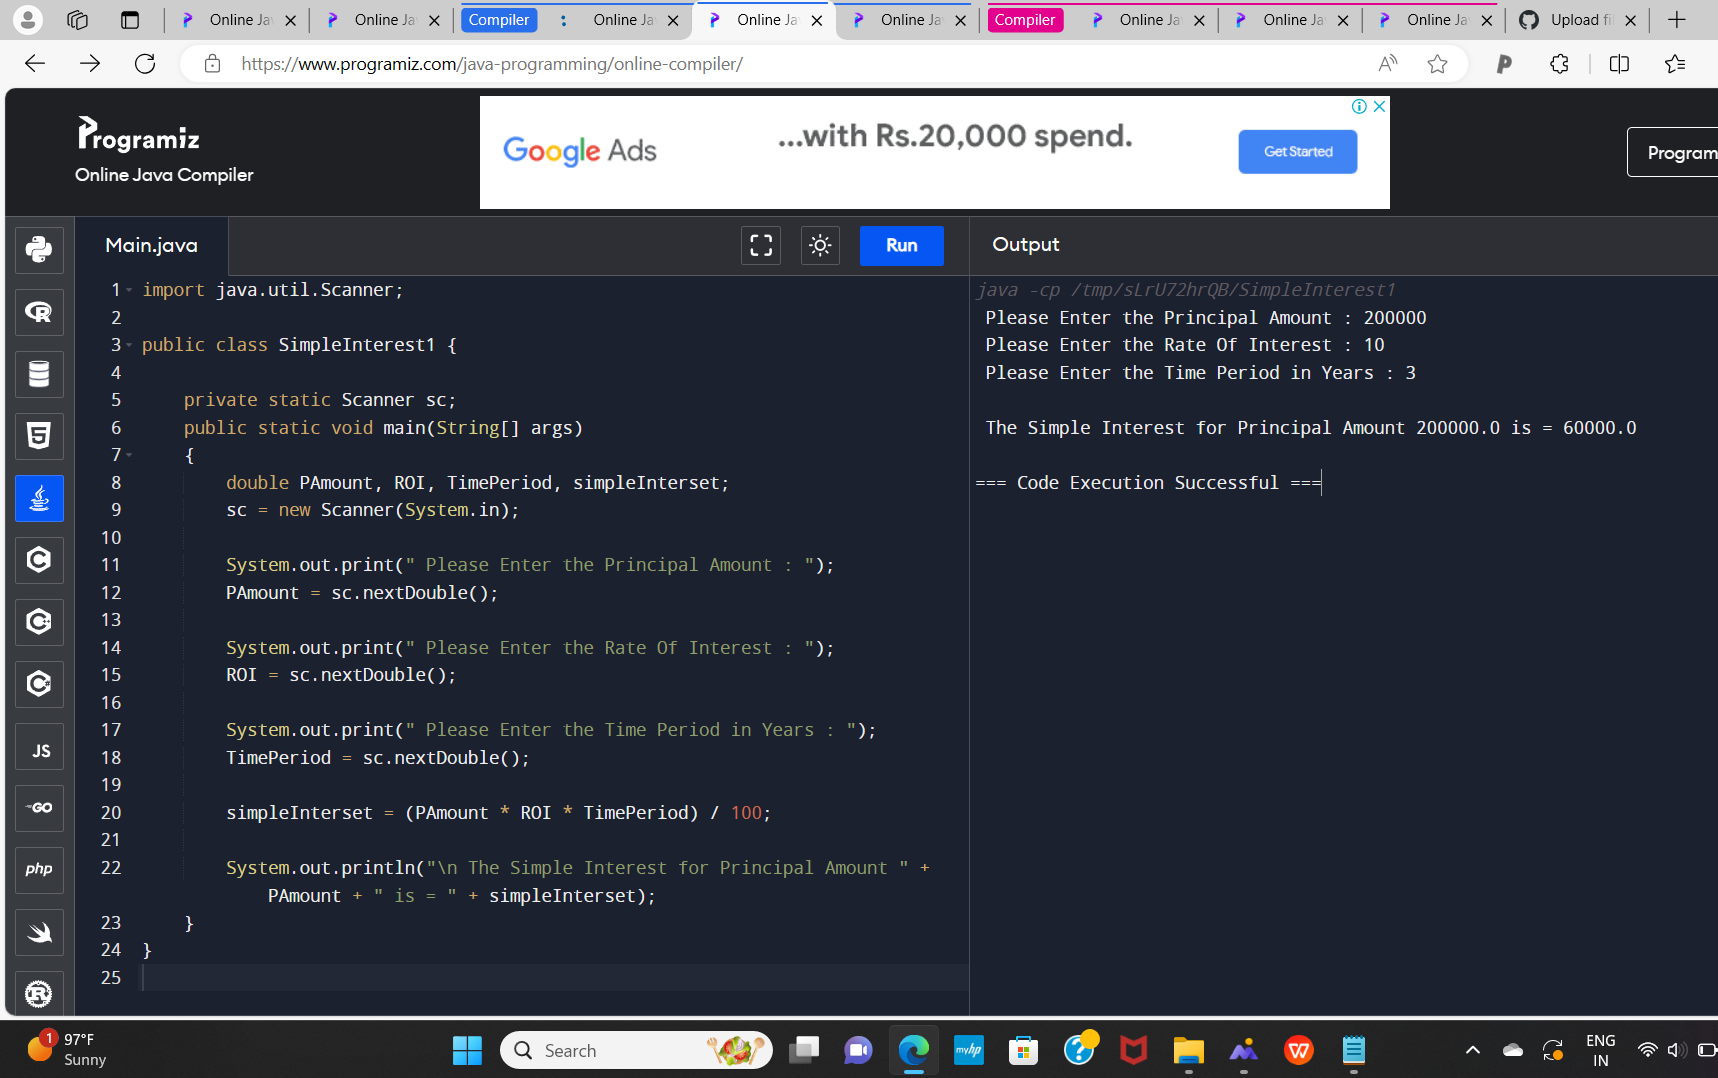 Online Ja
Online Ja
Compiler
Online Ja
Online Ja
Online Ja
Compiler
Online Ja
Online Ja
Online Ja
Upload fi
https://www.programiz.com/java-programming/online-compiler/
Programiz
Online Java Compiler
Google Ads
...with Rs.20,000 spend.
Get Started
Program
Main.java
Run
Output
1 import java.util.Scanner;
2
3 public class SimpleInterest1 {
4
5 private static Scanner sc;
6 public static void main(String[] args)
7 {
8 double PAmount, ROI, TimePeriod, simpleInterset;
9 sc = new Scanner(System.in);
10
11 System.out.print(" Please Enter the Principal Amount : ");
12 PAmount = sc.nextDouble();
13
14 System.out.print(" Please Enter the Rate Of Interest : ");
15 ROI = sc.nextDouble();
16
17 System.out.print(" Please Enter the Time Period in Years : ");
18 TimePeriod = sc.nextDouble();
19
20 simpleInterset = (PAmount * ROI * TimePeriod) / 100;
21
22 System.out.println("\n The Simple Interest for Principal Amount " +
PAmount + " is = " + simpleInterset);
23 }
24 }
25
java -cp /tmp/sLrU72hrQB/SimpleInterest1
Please Enter the Principal Amount : 200000
Please Enter the Rate Of Interest : 10
Please Enter the Time Period in Years : 3
The Simple Interest for Principal Amount 200000.0 is = 60000.0
=== Code Execution Successful ===
R
5
C
C
C
JS
GO
php
R
1
97°F
Sunny
Search
myhp
ENG
IN